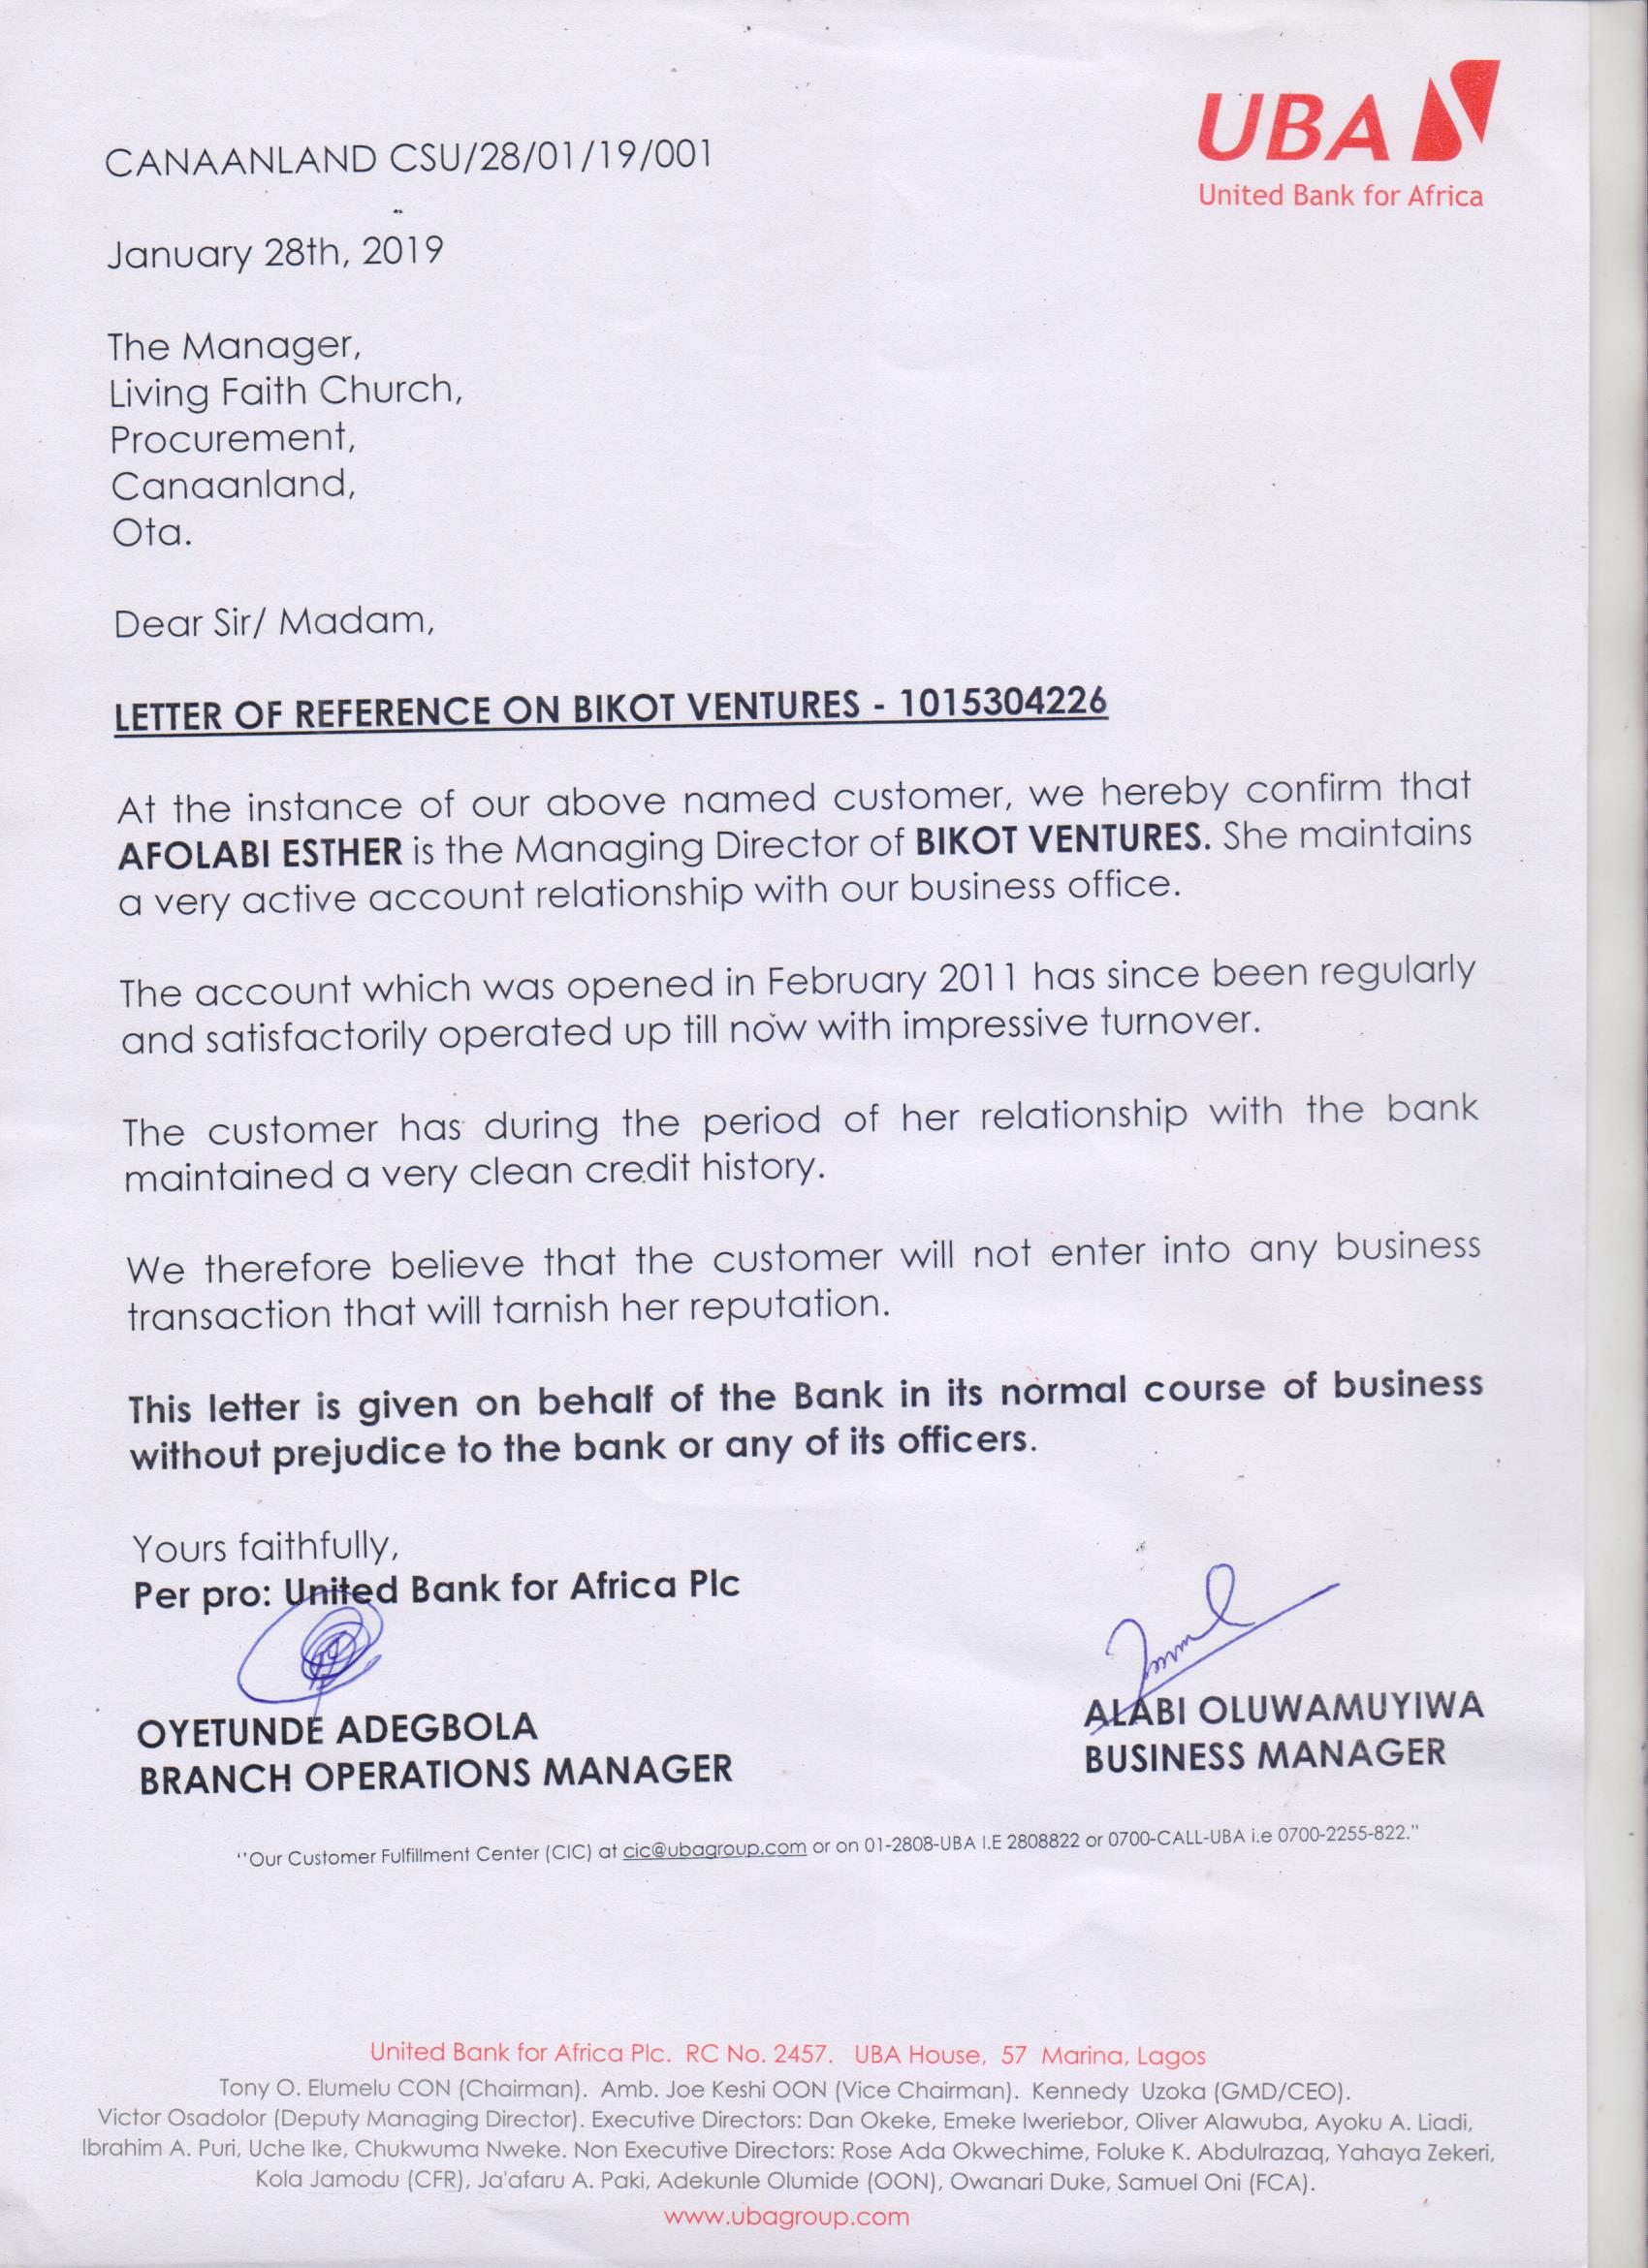 UBA
United Bank for Africa
CANAANLAND CSU/28/01/19/001
January 28th, 2019
The Manager,
Living Faith Church,
Procurement,
Canaanland,
Ota.
Dear Sir/ Madam,
LETTER OF REFERENCE ON BIKOT VENTURES - 1015304226
At the instance of our above named customer, we hereby confirm that
AFOLABI ESTHER is the Managing Director of BIKOT VENTURES. She maintains
a very active account relationship with our business office.
The account which was opened in February 2011 has since been regularly
and satisfactorily operated up till now with impressive turnover.
The customer has during the period of her relationship with the bank
maintained a very clean credit history.
We therefore believe that the customer will not enter into any business
transaction that will tarnish her reputation.
This letter is given on behalf of the Bank in its normal course of business
without prejudice to the bank or any of its officers.
Yours faithfully,
Per pro: United Bank for Africa Plc
OYETUNDE ADEGBOLA
BRANCH OPERATIONS MANAGER
ALABI OLUWAMUYIWA
BUSINESS MANAGER
''Our Customer Fulfillment Center (CIC) at cic@ubagroup.com or on 01-2808-UBA I.E 2808822 or 0700-CALL-UBA i.e 0700-2255-822."
United Bank for Africa Plc. RC No. 2457. UBA House, 57 Marina, Lagos
Tony O. Elumelu CON (Chairman). Amb. Joe Keshi OON (Vice Chairman). Kennedy Uzoka (GMD/CEO).
Victor Osadolor (Deputy Managing Director). Executive Directors: Dan Okeke, Emeke Iweriebor, Oliver Alawuba, Ayoku A. Liadi,
Ibrahim A. Puri, Uche Ike, Chukwuma Nweke. Non Executive Directors: Rose Ada Okwechime, Foluke K. Abdulrazaq, Yahaya Zekeri,
Kola Jamodu (CFR), Ja'afaru A. Paki, Adekunle Olumide (OON), Owanari Duke, Samuel Oni (FCA).
www.ubagroup.com